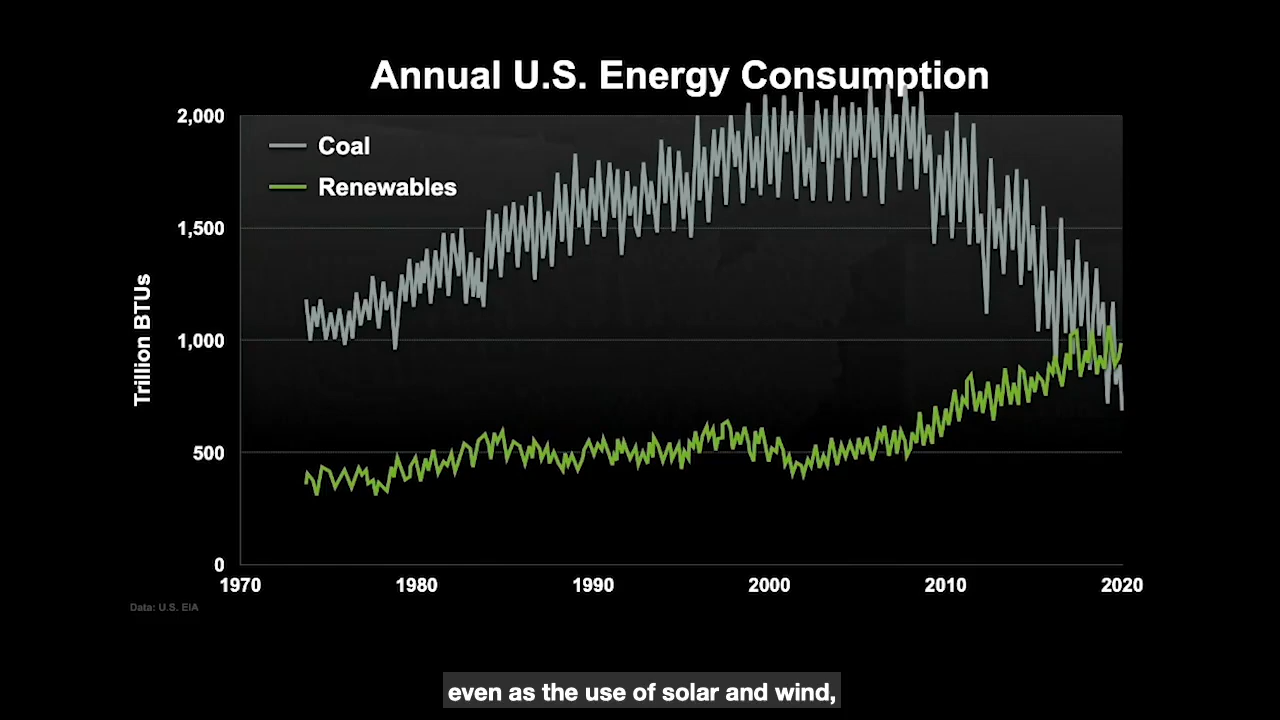 Annual U.S. Energy Consumption
2,000
Coal
Renewables
1,500
Trillion BTUs
1,000
500
0
1970 1980 1990 2000 2010 2020
Data: U.S. EIA
even as the use of solar and wind,